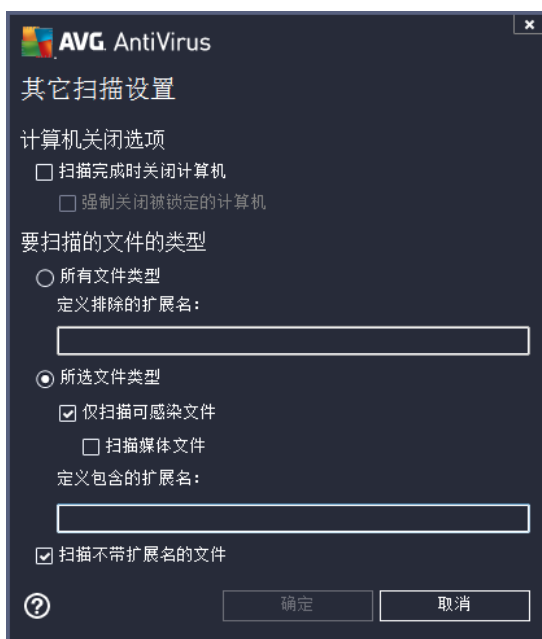 AVG. AntiVirus
其它扫描设置
计算机关闭选项
扫描完成时关闭计算机
强制关闭被锁定的计算机
要扫描的文件的类型
所有文件类型
定义排除的扩展名：
所选文件类型
仅扫描可感染文件
扫描媒体文件
定义包含的扩展名：
扫描不带扩展名的文件
确定 取消